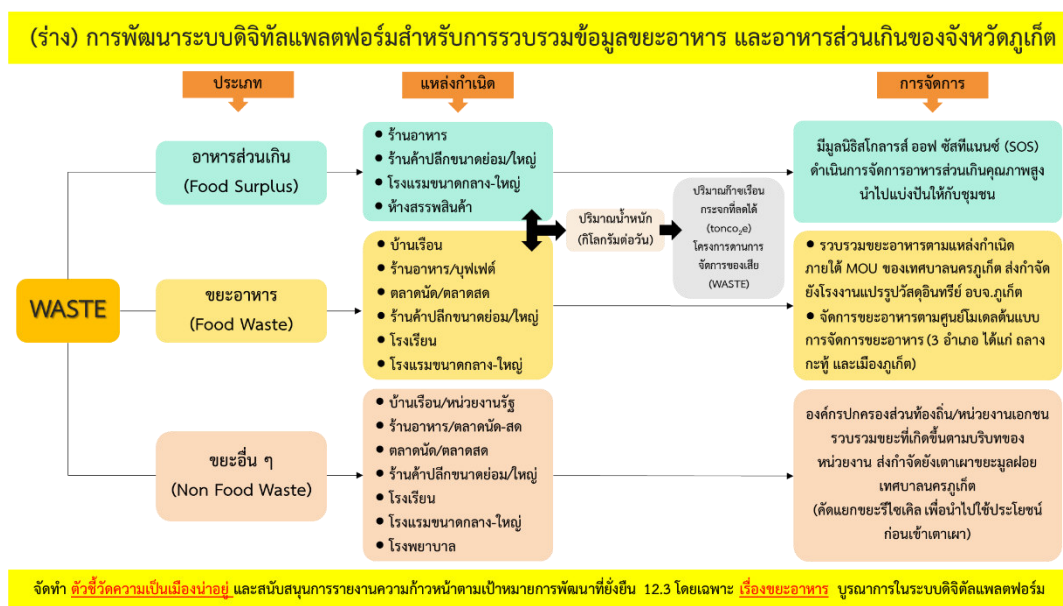 (ร่าง) การพัฒนาระบบดิจิทัลแพลตฟอร์มสำหรับการรวบรวมข้อมูลขยะอาหาร และอาหารส่วนเกินของจังหวัดภูเก็ต
ประเภท
แหล่งกำเนิด
การจัดการ
WASTE
อาหารส่วนเกิน
(Food Surplus)
● ร้านอาหาร
● ร้านค้าปลีกขนาดย่อม/ใหญ่
● โรงแรมขนาดกลาง-ใหญ่
● ห้างสรรพสินค้า
มีมูลนิธิสโกลารส์ ออฟ ซัสทีแนนซ์ (SOS)
ดำเนินการจัดการอาหารส่วนเกินคุณภาพสูง
นำไปแบ่งปันให้กับชุมชน
ปริมาณน้ำหนัก
(กิโลกรัมต่อวัน)
ปริมาณก๊าซเรือน
กระจกที่ลดได้
(tonco₂e)
โครงการดานการ
จัดการของเสีย
(WASTE)
ขยะอาหาร
(Food Waste)
● บ้านเรือน
● ร้านอาหาร/บุฟเฟต์
● ตลาดนัด/ตลาดสด
● ร้านค้าปลีกขนาดย่อม/ใหญ่
● โรงเรียน
● โรงแรมขนาดกลาง-ใหญ่
● รวบรวมขยะอาหารตามแหล่งกำเนิด
ภายใต้ MOU ของเทศบาลนครภูเก็ต ส่งกำจัด
ยังโรงงานแปรรูปวัสดุอินทรีย์ อบจ.ภูเก็ต
● จัดการขยะอาหารตามศูนย์โมเดลต้นแบบ
การจัดการขยะอาหาร (3 อำเภอ ได้แก่ ถลาง
กะทู้ และเมืองภูเก็ต)
ขยะอื่น ๆ
(Non Food Waste)
● บ้านเรือน/หน่วยงานรัฐ
● ร้านอาหาร/ตลาดนัด-สด
● ตลาดนัด/ตลาดสด
● ร้านค้าปลีกขนาดย่อม/ใหญ่
● โรงเรียน
● โรงแรมขนาดกลาง-ใหญ่
● โรงพยาบาล
องค์กรปกครองส่วนท้องถิ่น/หน่วยงานเอกชน
รวบรวมขยะที่เกิดขึ้นตามบริบทของ
หน่วยงาน ส่งกำจัดยังเตาเผาขยะมูลฝอย
เทศบาลนครภูเก็ต
(คัดแยกขยะรีไซเคิล เพื่อนำไปใช้ประโยชน์
ก่อนเข้าเตาเผา)
จัดทำ ตัวชี้วัดความเป็นเมืองน่าอยู่ และสนับสนุนการรายงานความก้าวหน้าตามเป้าหมายการพัฒนาที่ยั่งยืน 12.3 โดยเฉพาะ เรื่องขยะอาหาร บูรณาการในระบบดิจิตัลแพลตฟอร์ม